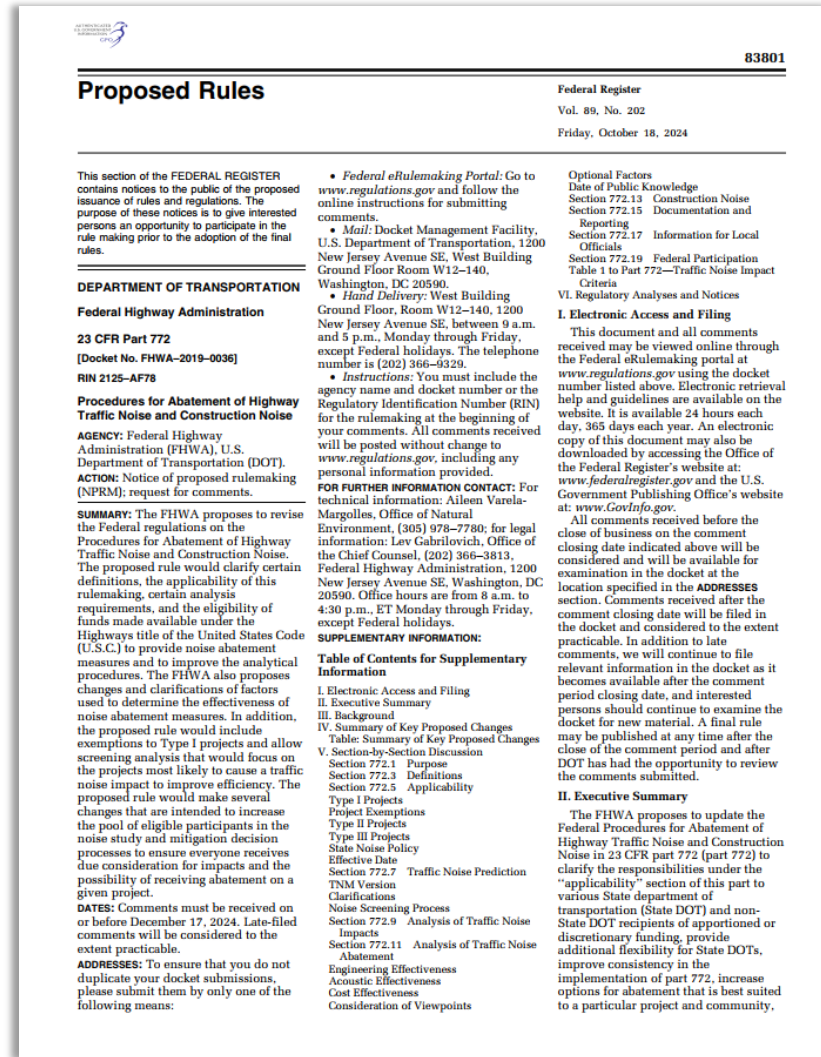 AUTHENTICATED
U.S. GOVERNMENT
INFORMATION
GPO
83801
Proposed Rules
Federal Register
Vol. 89, No. 202
Friday, October 18, 2024
This section of the FEDERAL REGISTER
contains notices to the public of the proposed
issuance of rules and regulations. The
purpose of these notices is to give interested
persons an opportunity to participate in the
rule making prior to the adoption of the final
rules.
DEPARTMENT OF TRANSPORTATION
Federal Highway Administration
23 CFR Part 772
[Docket No. FHWA–2019–0036]
RIN 2125–AF78
Procedures for Abatement of Highway
Traffic Noise and Construction Noise
AGENCY: Federal Highway
Administration (FHWA), U.S.
Department of Transportation (DOT).
ACTION: Notice of proposed rulemaking
(NPRM); request for comments.
SUMMARY: The FHWA proposes to revise
the Federal regulations on the
Procedures for Abatement of Highway
Traffic Noise and Construction Noise.
The proposed rule would clarify certain
definitions, the applicability of this
rulemaking, certain analysis
requirements, and the eligibility of
funds made available under the
Highways title of the United States Code
(U.S.C.) to provide noise abatement
measures and to improve the analytical
procedures. The FHWA also proposes
changes and clarifications of factors
used to determine the effectiveness of
noise abatement measures. In addition,
the proposed rule would include
exemptions to Type I projects and allow
screening analysis that would focus on
the projects most likely to cause a traffic
noise impact to improve efficiency. The
proposed rule would make several
changes that are intended to increase
the pool of eligible participants in the
noise study and mitigation decision
processes to ensure everyone receives
due consideration for impacts and the
possibility of receiving abatement on a
given project.
DATES: Comments must be received on
or before December 17, 2024. Late-filed
comments will be considered to the
extent practicable.
ADDRESSES: To ensure that you do not
duplicate your docket submissions,
please submit them by only one of the
following means:
• Federal eRulemaking Portal: Go to
www.regulations.gov and follow the
online instructions for submitting
comments.
• Mail: Docket Management Facility,
U.S. Department of Transportation, 1200
New Jersey Avenue SE, West Building
Ground Floor Room W12–140,
Washington, DC 20590.
• Hand Delivery: West Building
Ground Floor, Room W12–140, 1200
New Jersey Avenue SE, between 9 a.m.
and 5 p.m., Monday through Friday,
except Federal holidays. The telephone
number is (202) 366–9329.
• Instructions: You must include the
agency name and docket number or the
Regulatory Identification Number (RIN)
for the rulemaking at the beginning of
your comments. All comments received
will be posted without change to
www.regulations.gov, including any
personal information provided.
FOR FURTHER INFORMATION CONTACT: For
technical information: Aileen Varela-
Margolles, Office of Natural
Environment, (305) 978–7780; for legal
information: Lev Gabrilovich, Office of
the Chief Counsel, (202) 366–3813,
Federal Highway Administration, 1200
New Jersey Avenue SE, Washington, DC
20590. Office hours are from 8 a.m. to
4:30 p.m., ET Monday through Friday,
except Federal holidays.
SUPPLEMENTARY INFORMATION:
Table of Contents for Supplementary
Information
I. Electronic Access and Filing
II. Executive Summary
III. Background
IV. Summary of Key Proposed Changes
Table: Summary of Key Proposed Changes
V. Section-by-Section Discussion
Section 772.1 Purpose
Section 772.3 Definitions
Section 772.5 Applicability
Type I Projects
Project Exemptions
Type II Projects
Type III Projects
State Noise Policy
Effective Date
Section 772.7 Traffic Noise Prediction
TNM Version
Clarifications
Noise Screening Process
Section 772.9 Analysis of Traffic Noise
Impacts
Section 772.11 Analysis of Traffic Noise
Abatement
Engineering Effectiveness
Acoustic Effectiveness
Cost Effectiveness
Consideration of Viewpoints
Optional Factors
Date of Public Knowledge
Section 772.13 Construction Noise
Section 772.15 Documentation and
Reporting
Section 772.17 Information for Local
Officials
Section 772.19 Federal Participation
Table 1 to Part 772—Traffic Noise Impact
Criteria
VI. Regulatory Analyses and Notices
I. Electronic Access and Filing
This document and all comments
received may be viewed online through
the Federal eRulemaking portal at
www.regulations.gov using the docket
number listed above. Electronic retrieval
help and guidelines are available on the
website. It is available 24 hours each
day, 365 days each year. An electronic
copy of this document may also be
downloaded by accessing the Office of
the Federal Register's website at:
www.federalregister.gov and the U.S.
Government Publishing Office's website
at: www.GovInfo.gov.
All comments received before the
close of business on the comment
closing date indicated above will be
considered and will be available for
examination in the docket at the
location specified in the ADDRESSES
section. Comments received after the
comment closing date will be filed in
the docket and considered to the extent
practicable. In addition to late
comments, we will continue to file
relevant information in the docket as it
becomes available after the comment
period closing date, and interested
persons should continue to examine the
docket for new material. A final rule
may be published at any time after the
close of the comment period and after
DOT has had the opportunity to review
the comments submitted.
II. Executive Summary
The FHWA proposes to update the
Federal Procedures for Abatement of
Highway Traffic Noise and Construction
Noise in 23 CFR part 772 (part 772) to
clarify the responsibilities under the
"applicability" section of this part to
various State department of
transportation (State DOT) and non-
State DOT recipients of apportioned or
discretionary funding, provide
additional flexibility for State DOTs,
improve consistency in the
implementation of part 772, increase
options for abatement that is best suited
to a particular project and community,